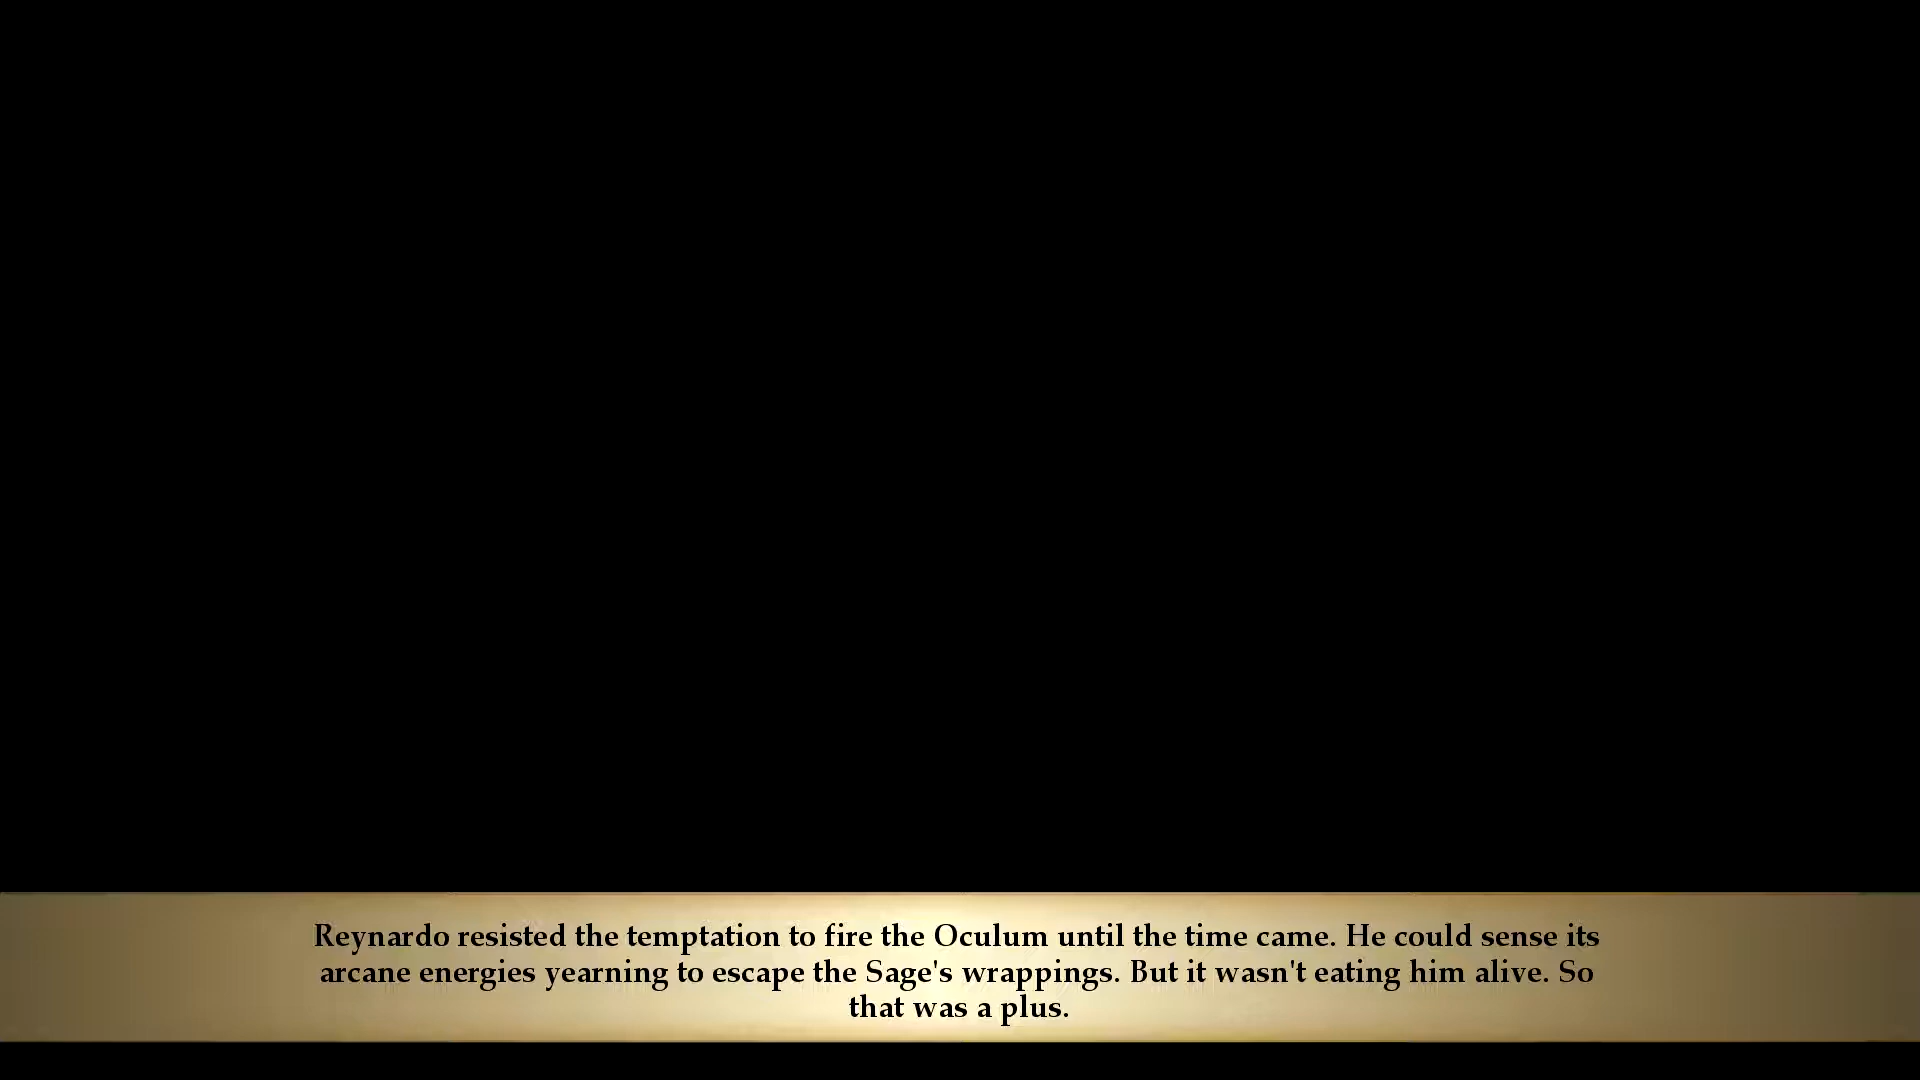 Reynardo resisted the temptation to fire the Oculum until the time came. He could sense its
arcane energies yearning to escape the Sage's wrappings. But it wasn't eating him alive. So
that was a plus.